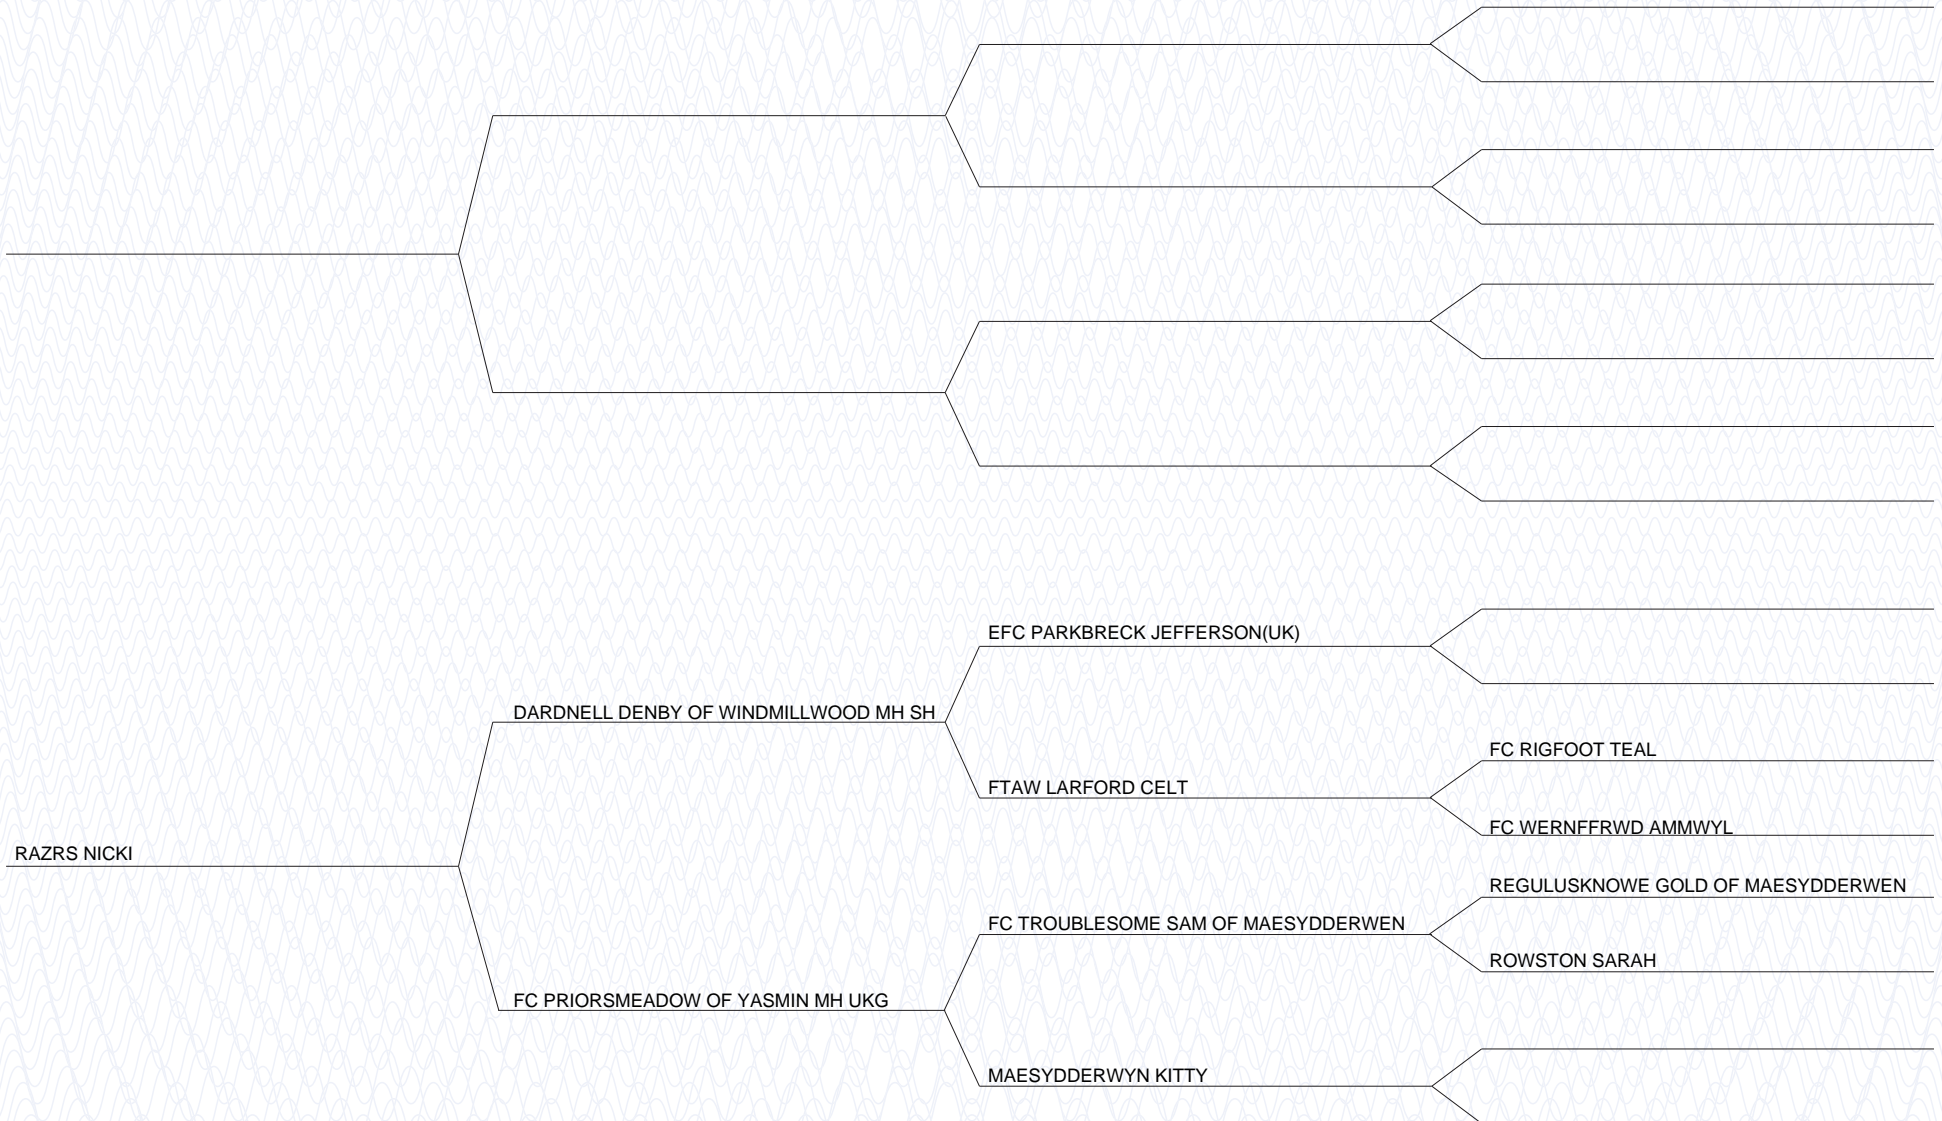 EFC PARKBRECK JEFFERSON(UK)
DARDNELL DENBY OF WINDMILLWOOD MH SH
FC RIGFOOT TEAL
FTAW LARFORD CELT
FC WERNFFRWD AMMWYL
RAZRS NICKI
REGULUSKNOWE GOLD OF MAESYDDERWEN
FC TROUBLESOME SAM OF MAESYDDERWEN
ROWSTON SARAH
FC PRIORSMEADOW OF YASMIN MH UKG
MAESYDDERWYN KITTY